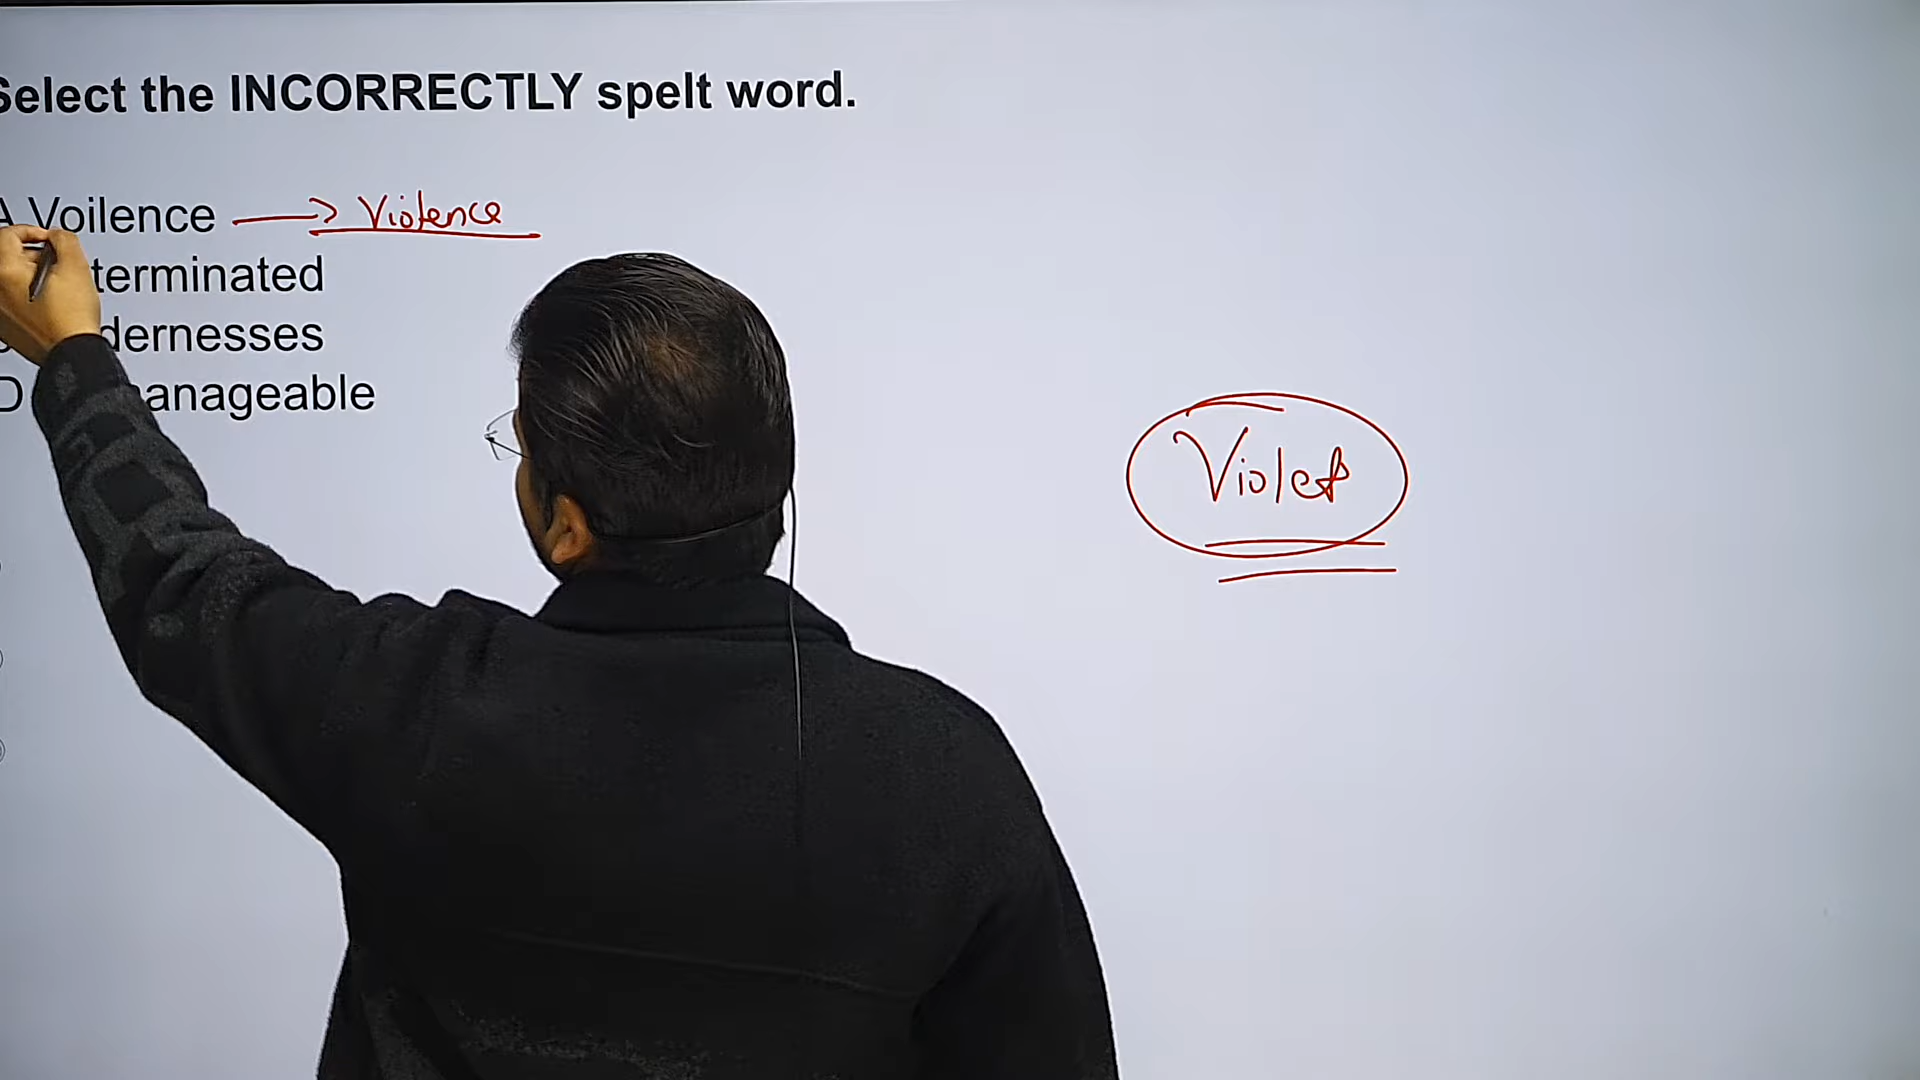 Select the INCORRECTLY spelt word.
A Voilence → Violence
terminated
dernesses
D anageable
Violet